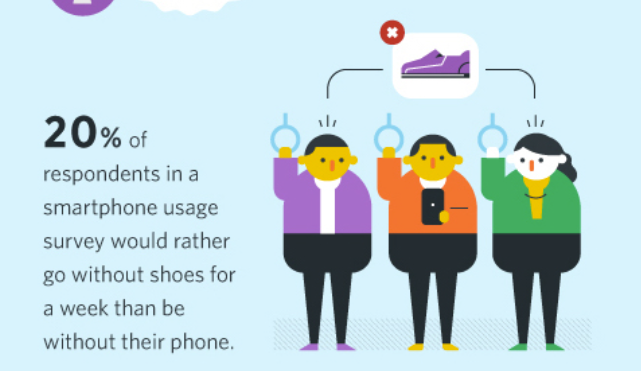 20% of
respondents in a
smartphone usage
survey would rather
go without shoes for
a week than be
without their phone.